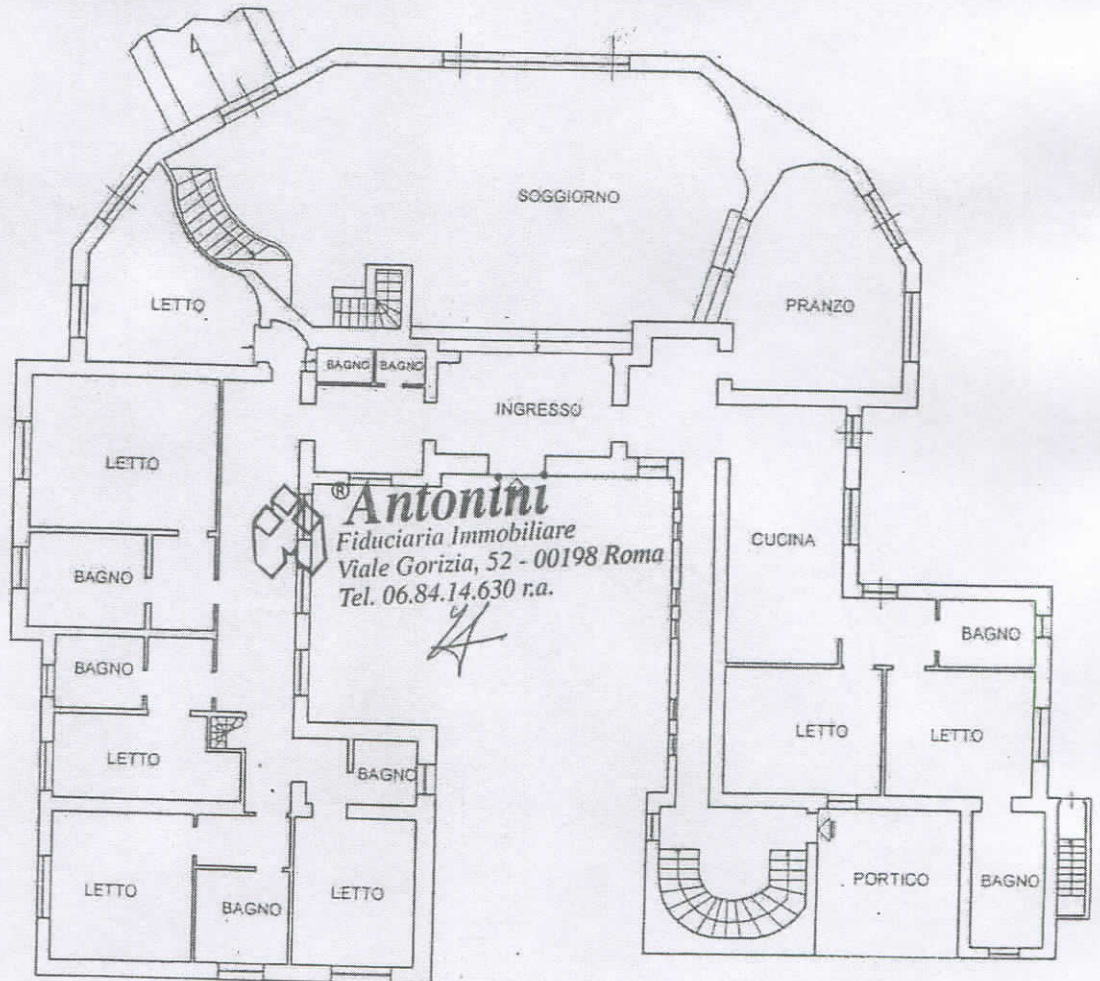 SOGGIORNO
LETTO
PRANZO
BAGNO BAGNO
INGRESSO
LETTO
® Antonini
Fiduciaria Immobiliare
Viale Gorizia, 52 - 00198 Roma
Tel. 06.84.14.630 r.a.
CUCINA
BAGNO
BAGNO
BAGNO
LETTO
LETTO
LETTO
BAGNO
LETTO
BAGNO
LETTO
PORTICO
BAGNO